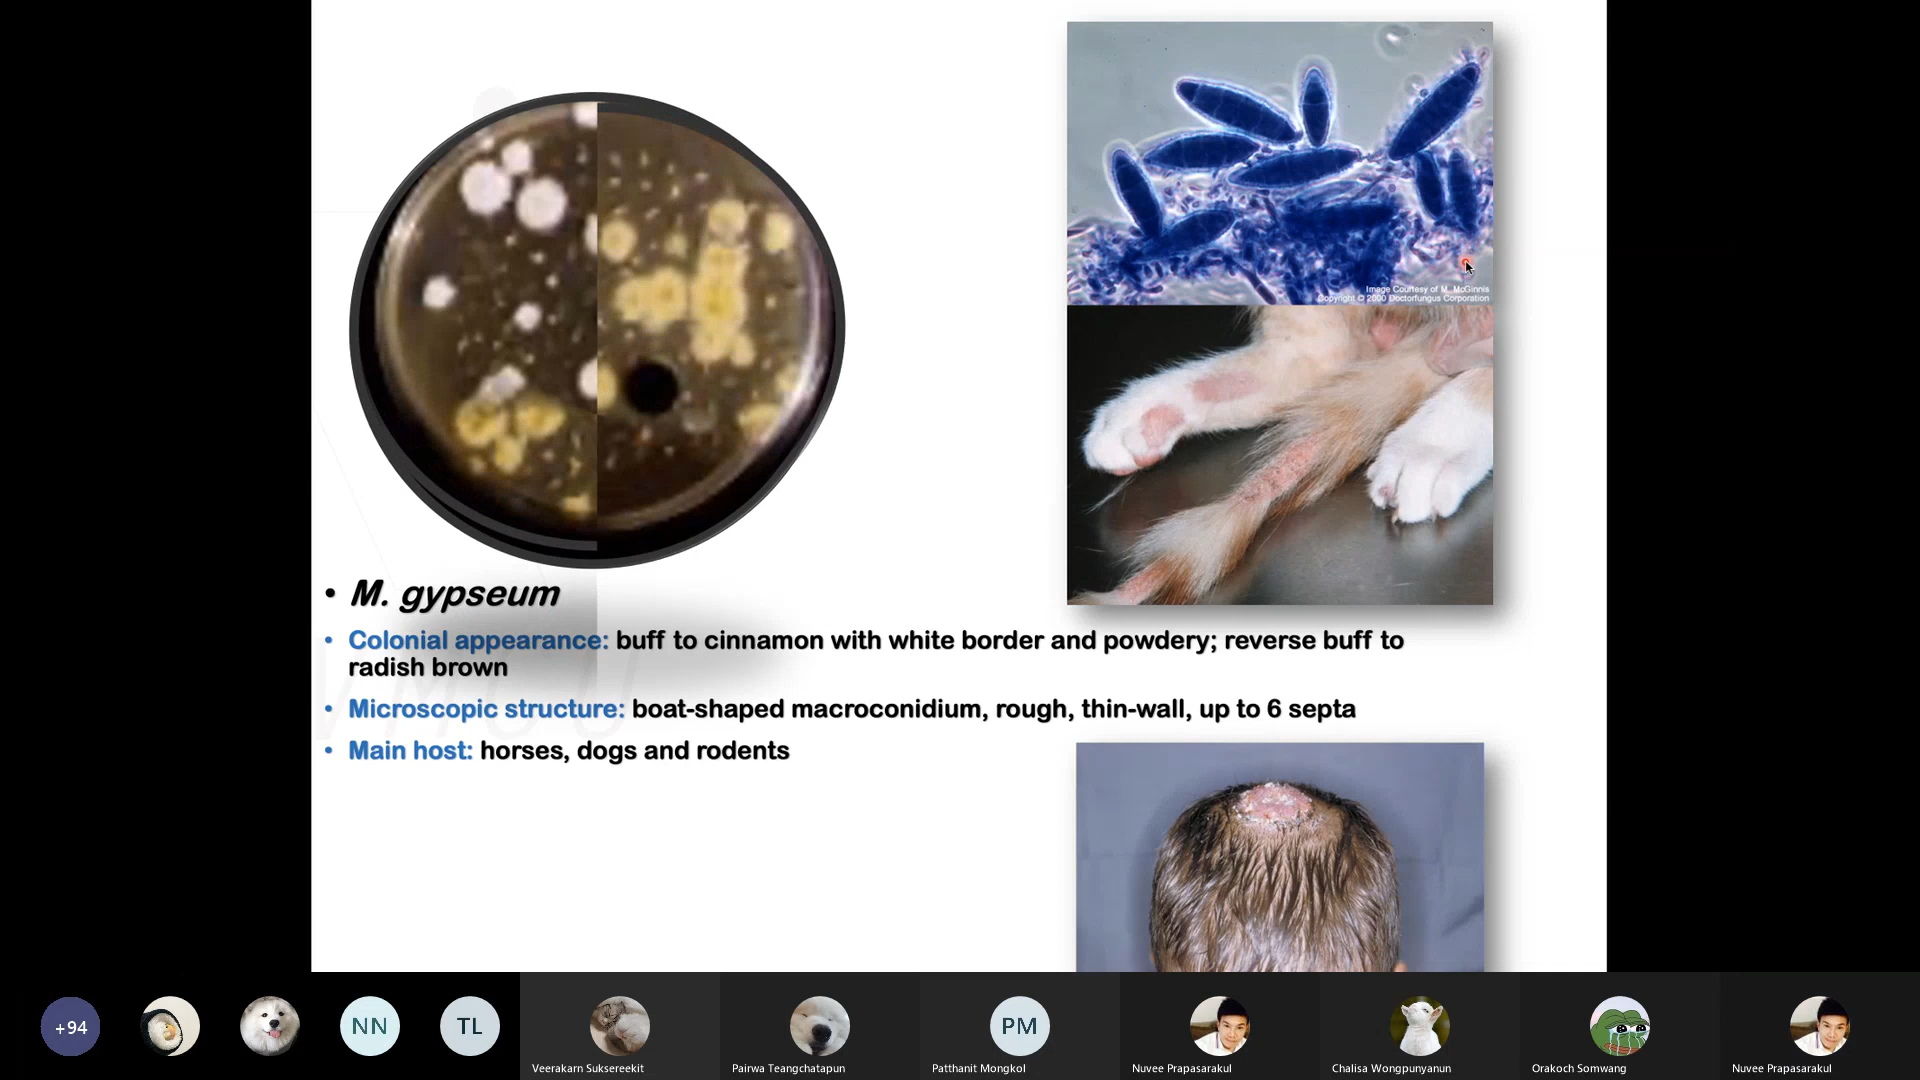 Image Courtesy of M. McGinnis
Copyright © 2000 Doctorfungus Corporation
• M. gypseum
• Colonial appearance: buff to cinnamon with white border and powdery; reverse buff to
radish brown
• Microscopic structure: boat-shaped macroconidium, rough, thin-wall, up to 6 septa
• Main host: horses, dogs and rodents
+94
NN
TL
PM
Veerakarn Suksereekit
Pairwa Teangchatapun
Patthanit Mongkol
Nuvee Prapasarakul
Chalisa Wongpunyanun
Orakoch Somwang
Nuvee Prapasarakul